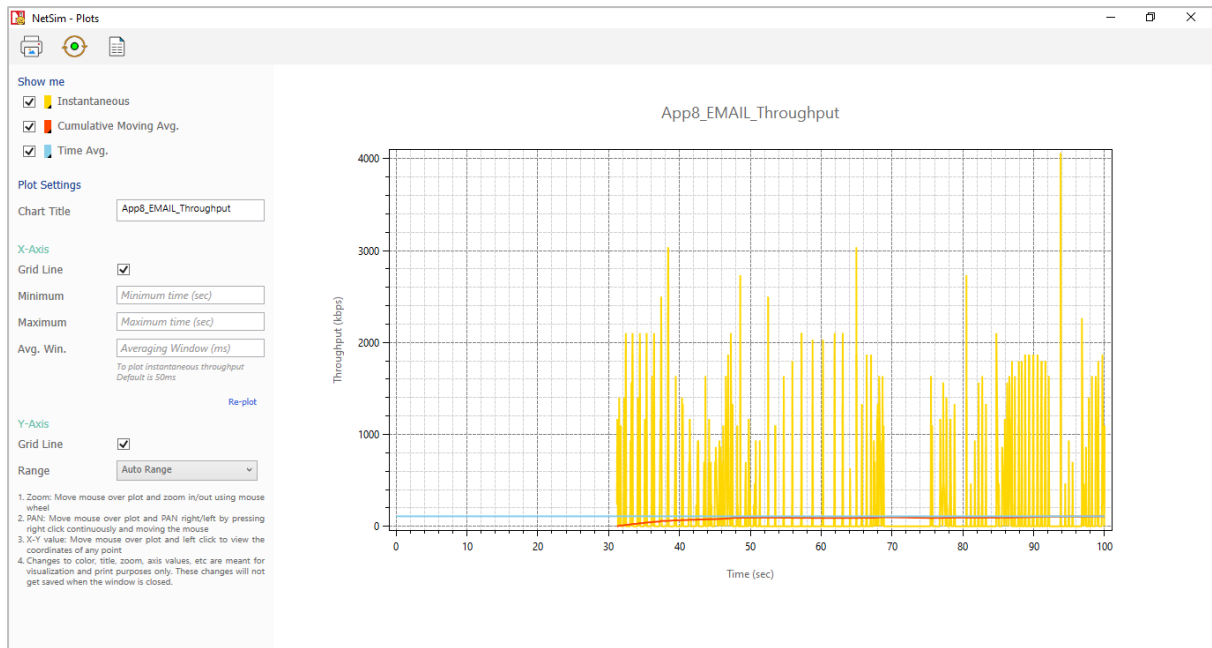 NetSim - Plots
Show me
Instantaneous
Cumulative Moving Avg.
Time Avg.
Plot Settings
Chart Title
App8_EMAIL_Throughput
X-Axis
Grid Line
Minimum
Minimum time (sec)
Maximum
Maximum time (sec)
Avg. Win.
Averaging Window (ms)
To plot instantaneous throughput
Default is 50ms
Re-plot
Y-Axis
Grid Line
Range
Auto Range
1. Zoom: Move mouse over plot and zoom in/out using mouse
wheel
2. PAN: Move mouse over plot and PAN right/left by pressing
right click continuously and moving the mouse
3. X-Y value: Move mouse over plot and left click to view the
coordinates of any point
4. Changes to color, title, zoom, axis values, etc are meant for
visualization and print purposes only. These changes will not
get saved when the window is closed.
App8_EMAIL_Throughput
Throughput (kbps)
4000
3000
2000
1000
0
0 10 20 30 40 50 60 70 80 90 100
Time (sec)